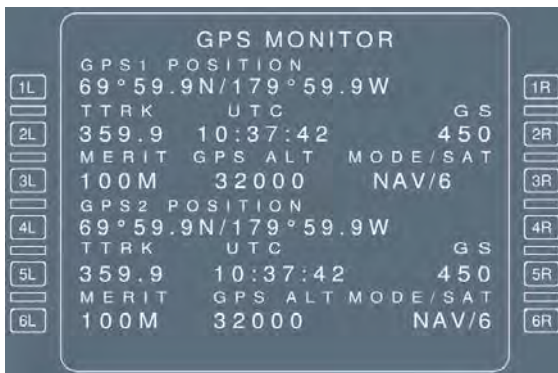 GPS MONITOR
GPS1 POSITION
1L 69°59.9N/179°59.9W 1R
TTRK UTC GS
2L 359.9 10:37:42 450 2R
MERIT GPS ALT MODE/SAT
3L 100M 32000 NAV/6 3R
GPS2 POSITION
4L 69°59.9N/179°59.9W 4R
TTRK UTC GS
5L 359.9 10:37:42 450 5R
MERIT GPS ALT MODE/SAT
6L 100M 32000 NAV/6 6R